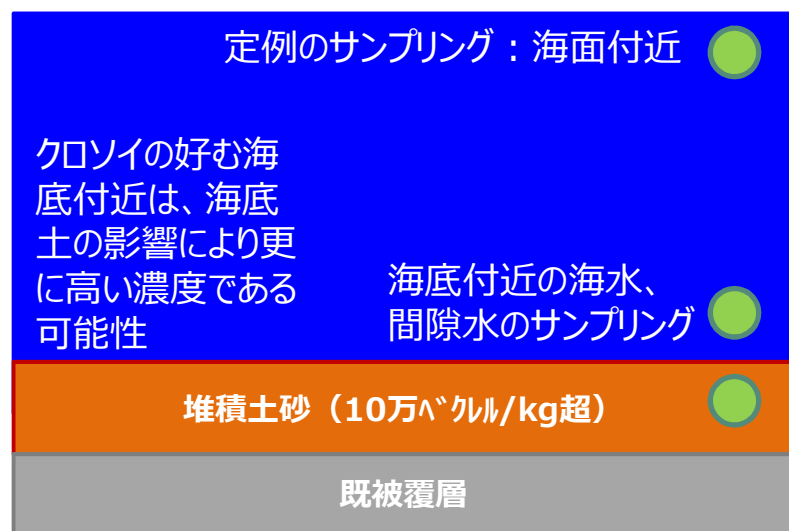 定例のサンプリング：海面付近
クロソイの好む海
底付近は、海底
土の影響により更
に高い濃度である
可能性
海底付近の海水、
間隙水のサンプリング
堆積土砂（10万ﾍﾞｸﾚﾙ/kg超）
既被覆層